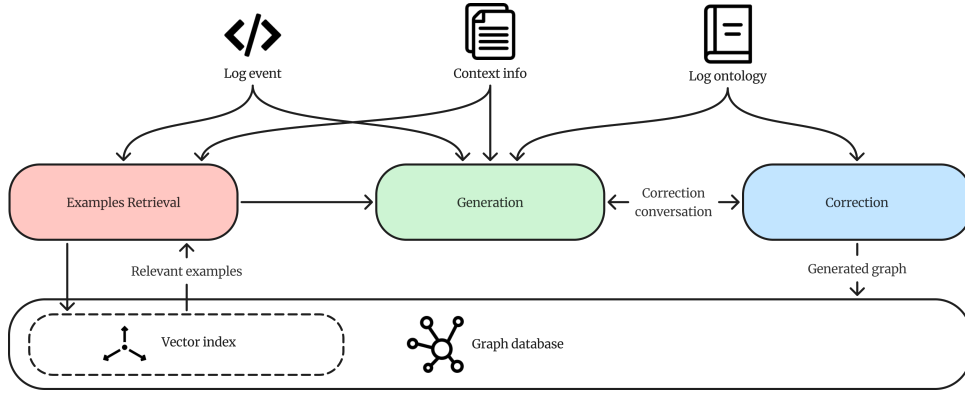 Log event
Context info
Log ontology
Examples Retrieval
Generation
Correction
conversation
Correction
Relevant examples
Generated graph
Vector index
Graph database